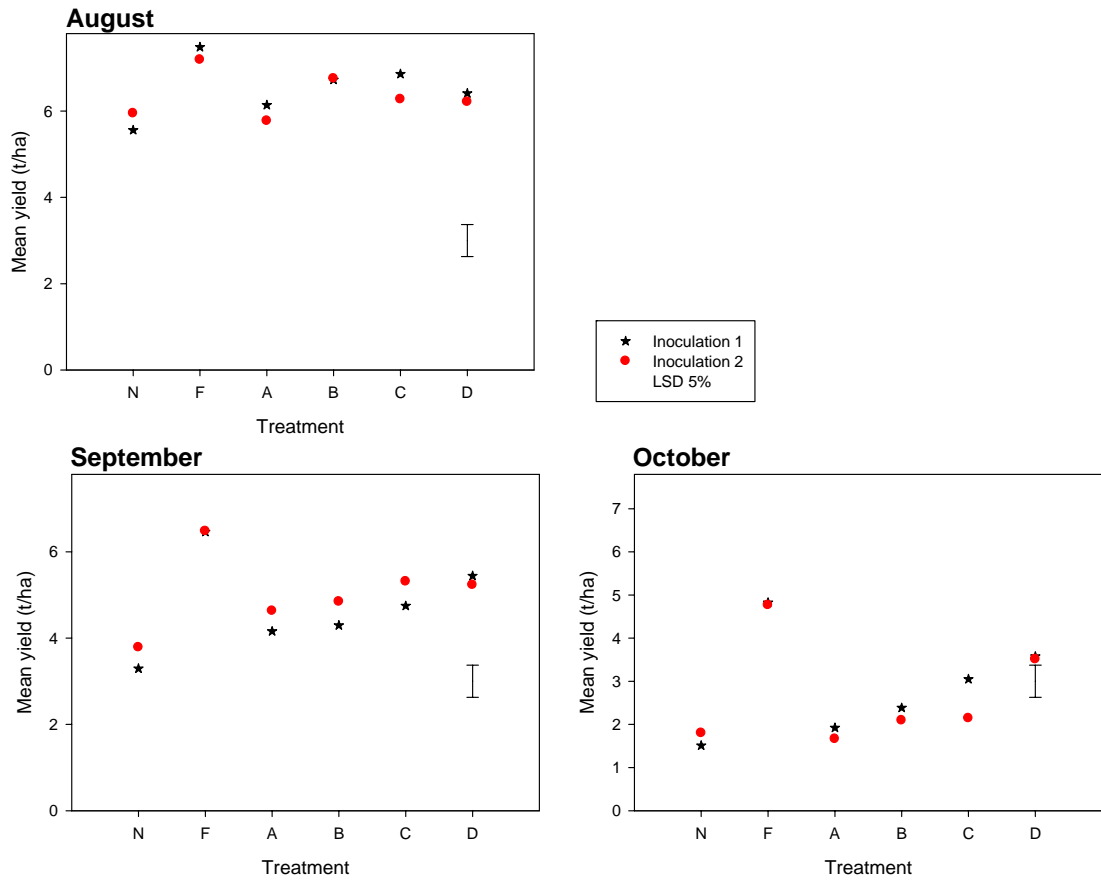 August
Mean yield (t/ha)
6
4
2
0
N F A B C D
Treatment
Inoculation 1
Inoculation 2
LSD 5%
September
Mean yield (t/ha)
6
4
2
0
N F A B C D
Treatment
October
Mean yield (t/ha)
7
6
5
4
3
2
1
0
N F A B C D
Treatment